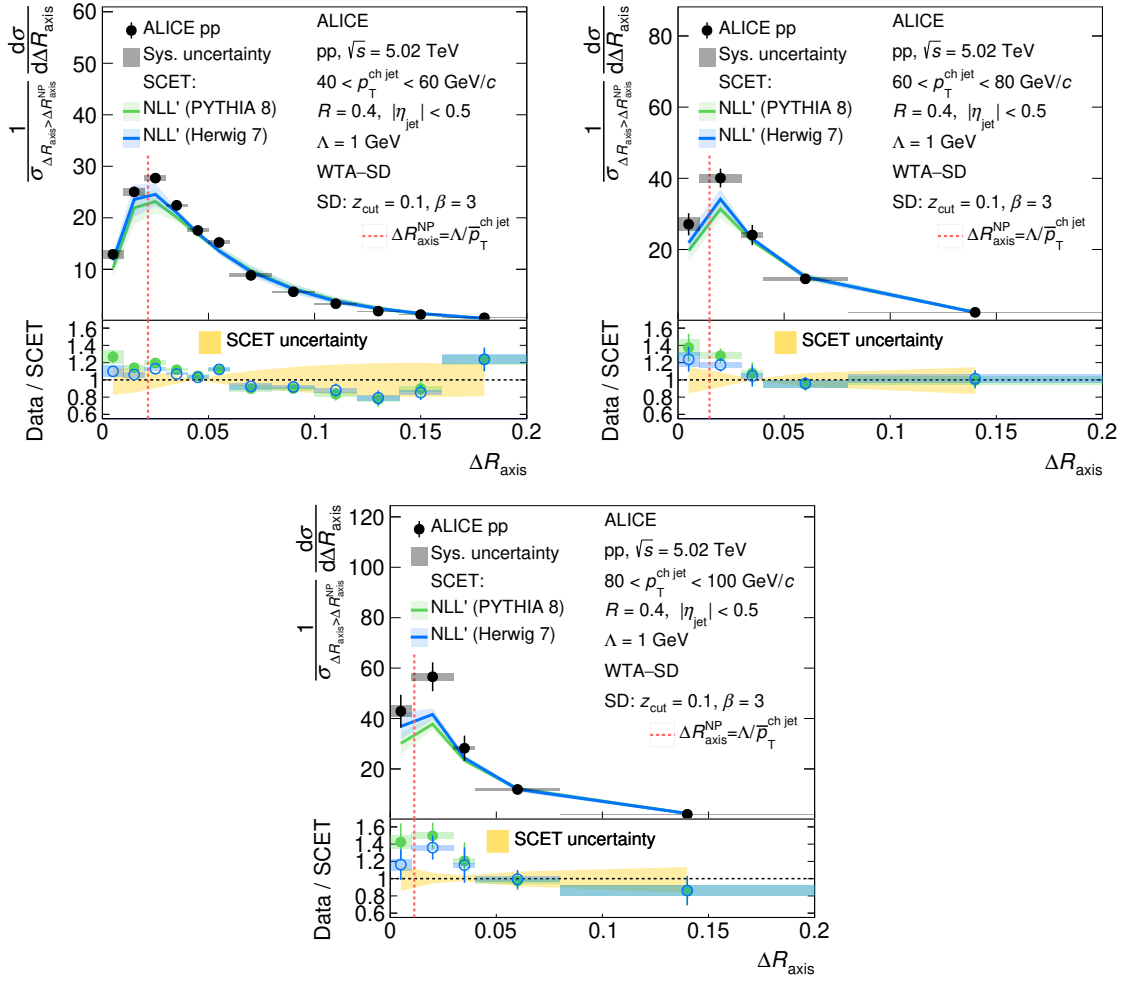 1/σ_{ΔR_axis>ΔR_axis^NP} dσ/dΔR_axis
ALICE pp
Sys. uncertainty
SCET:
NLL' (PYTHIA 8)
NLL' (Herwig 7)
ALICE
pp, √s = 5.02 TeV
40 < p_T^{ch jet} < 60 GeV/c
R = 0.4, |η_jet| < 0.5
Λ = 1 GeV
WTA–SD
SD: z_cut = 0.1, β = 3
ΔR_axis^NP=Λ/p̅_T^{ch jet}
60
50
40
30
20
10
Data / SCET
SCET uncertainty
1.6
1.4
1.2
1
0.8
0.6
0 0.05 0.1 0.15 0.2
ΔR_axis
1/σ_{ΔR_axis>ΔR_axis^NP} dσ/dΔR_axis
ALICE pp
Sys. uncertainty
SCET:
NLL' (PYTHIA 8)
NLL' (Herwig 7)
ALICE
pp, √s = 5.02 TeV
60 < p_T^{ch jet} < 80 GeV/c
R = 0.4, |η_jet| < 0.5
Λ = 1 GeV
WTA–SD
SD: z_cut = 0.1, β = 3
ΔR_axis^NP=Λ/p̅_T^{ch jet}
80
60
40
20
Data / SCET
SCET uncertainty
1.6
1.4
1.2
1
0.8
0.6
0 0.05 0.1 0.15 0.2
ΔR_axis
1/σ_{ΔR_axis>ΔR_axis^NP} dσ/dΔR_axis
ALICE pp
Sys. uncertainty
SCET:
NLL' (PYTHIA 8)
NLL' (Herwig 7)
ALICE
pp, √s = 5.02 TeV
80 < p_T^{ch jet} < 100 GeV/c
R = 0.4, |η_jet| < 0.5
Λ = 1 GeV
WTA–SD
SD: z_cut = 0.1, β = 3
ΔR_axis^NP=Λ/p̅_T^{ch jet}
120
100
80
60
40
20
Data / SCET
SCET uncertainty
1.6
1.4
1.2
1
0.8
0.6
0 0.05 0.1 0.15 0.2
ΔR_axis